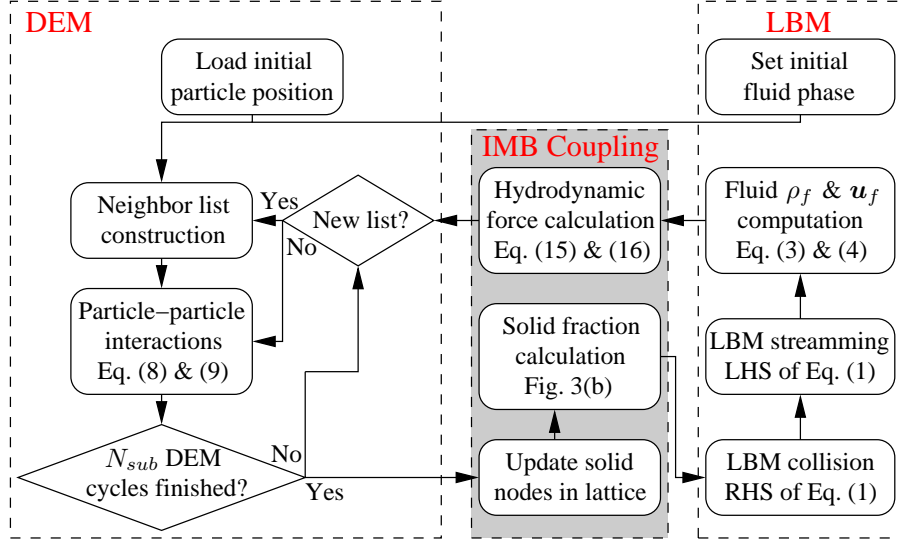 DEM
LBM
Load initial
particle position
Set initial
fluid phase
IMB Coupling
Neighbor list
construction
Yes
No
New list?
Hydrodynamic
force calculation
Eq. (15) & (16)
Fluid ρf & uf
computation
Eq. (3) & (4)
Particle–particle
interactions
Eq. (8) & (9)
Solid fraction
calculation
Fig. 3(b)
LBM streamming
LHS of Eq. (1)
Nsub DEM
cycles finished?
No
Yes
Update solid
nodes in lattice
LBM collision
RHS of Eq. (1)